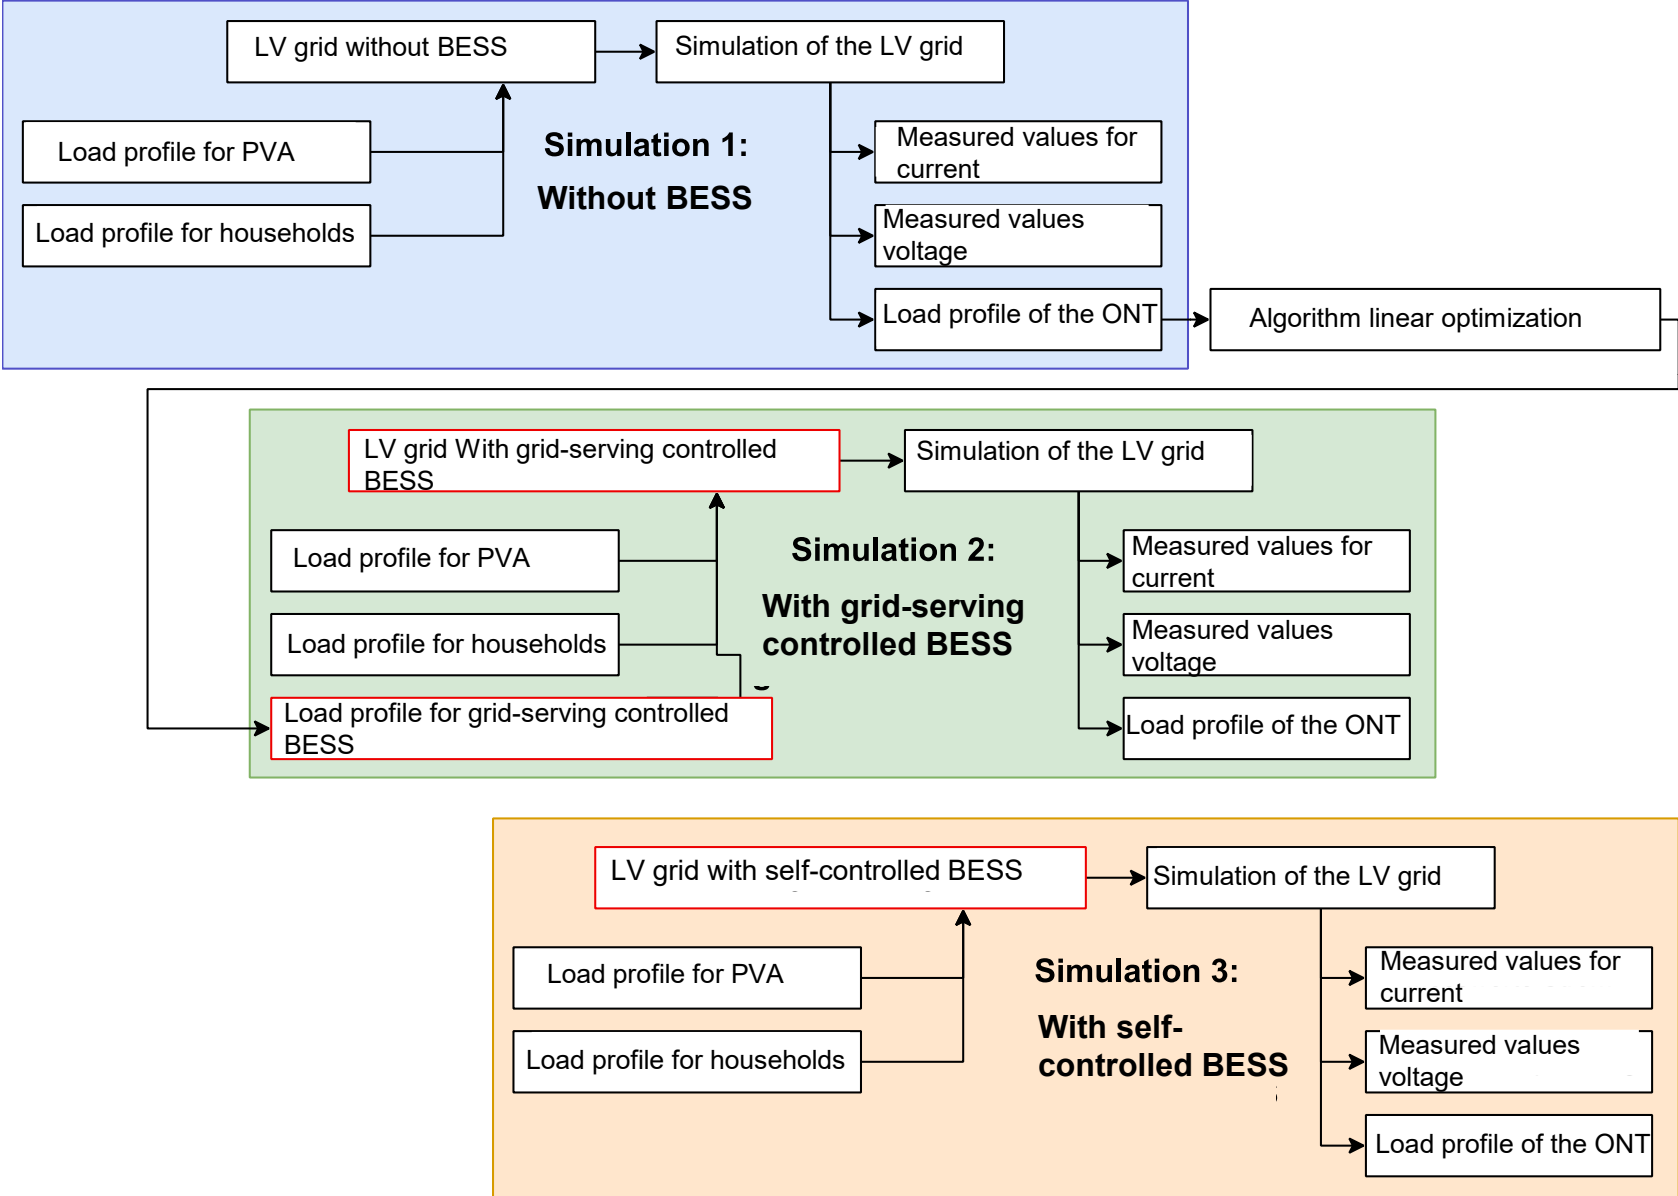 LV grid without BESS
Simulation of the LV grid
Load profile for PVA
Load profile for households
Simulation 1:
Without BESS
Measured values for
current
Measured values
voltage
Load profile of the ONT
Algorithm linear optimization
LV grid With grid-serving controlled
BESS
Simulation of the LV grid
Load profile for PVA
Load profile for households
Load profile for grid-serving controlled
BESS
Simulation 2:
With grid-serving
controlled BESS
Measured values for
current
Measured values
voltage
Load profile of the ONT
LV grid with self-controlled BESS
Simulation of the LV grid
Load profile for PVA
Load profile for households
Simulation 3:
With self-
controlled BESS
Measured values for
current
Measured values
voltage
Load profile of the ONT